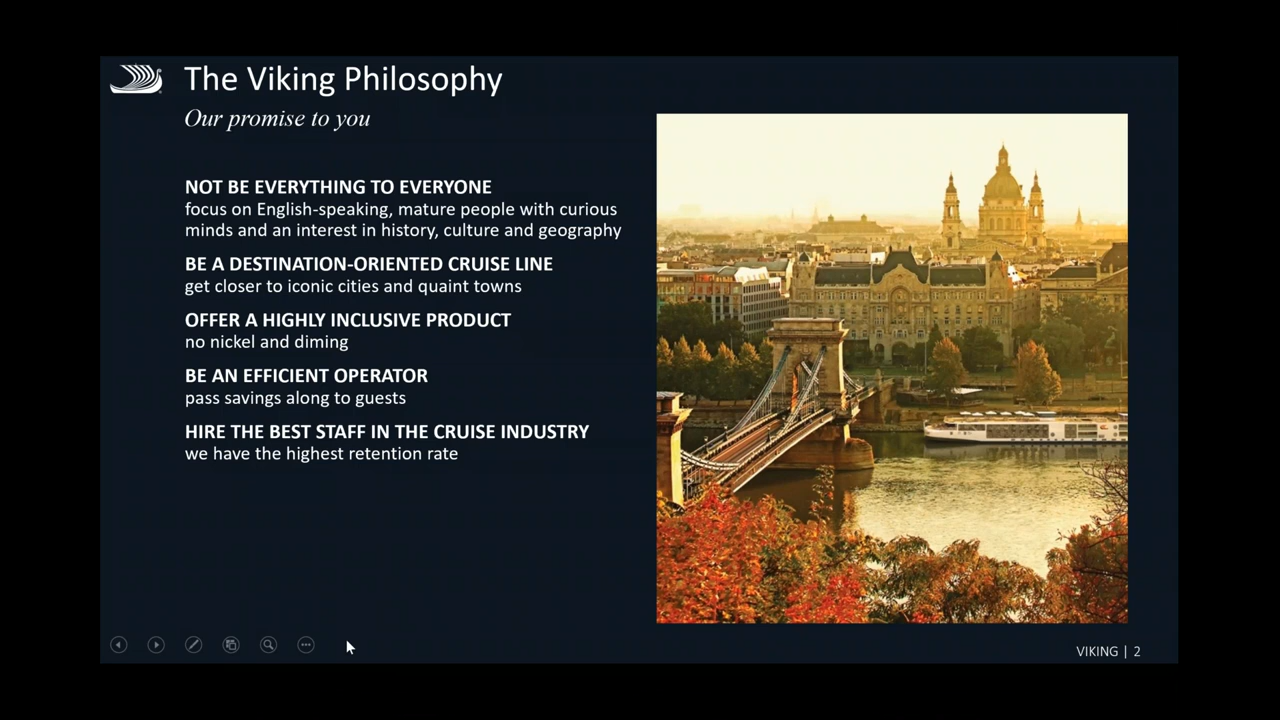 The Viking Philosophy
Our promise to you
NOT BE EVERYTHING TO EVERYONE
focus on English-speaking, mature people with curious
minds and an interest in history, culture and geography
BE A DESTINATION-ORIENTED CRUISE LINE
get closer to iconic cities and quaint towns
OFFER A HIGHLY INCLUSIVE PRODUCT
no nickel and diming
BE AN EFFICIENT OPERATOR
pass savings along to guests
HIRE THE BEST STAFF IN THE CRUISE INDUSTRY
we have the highest retention rate
VIKING | 2